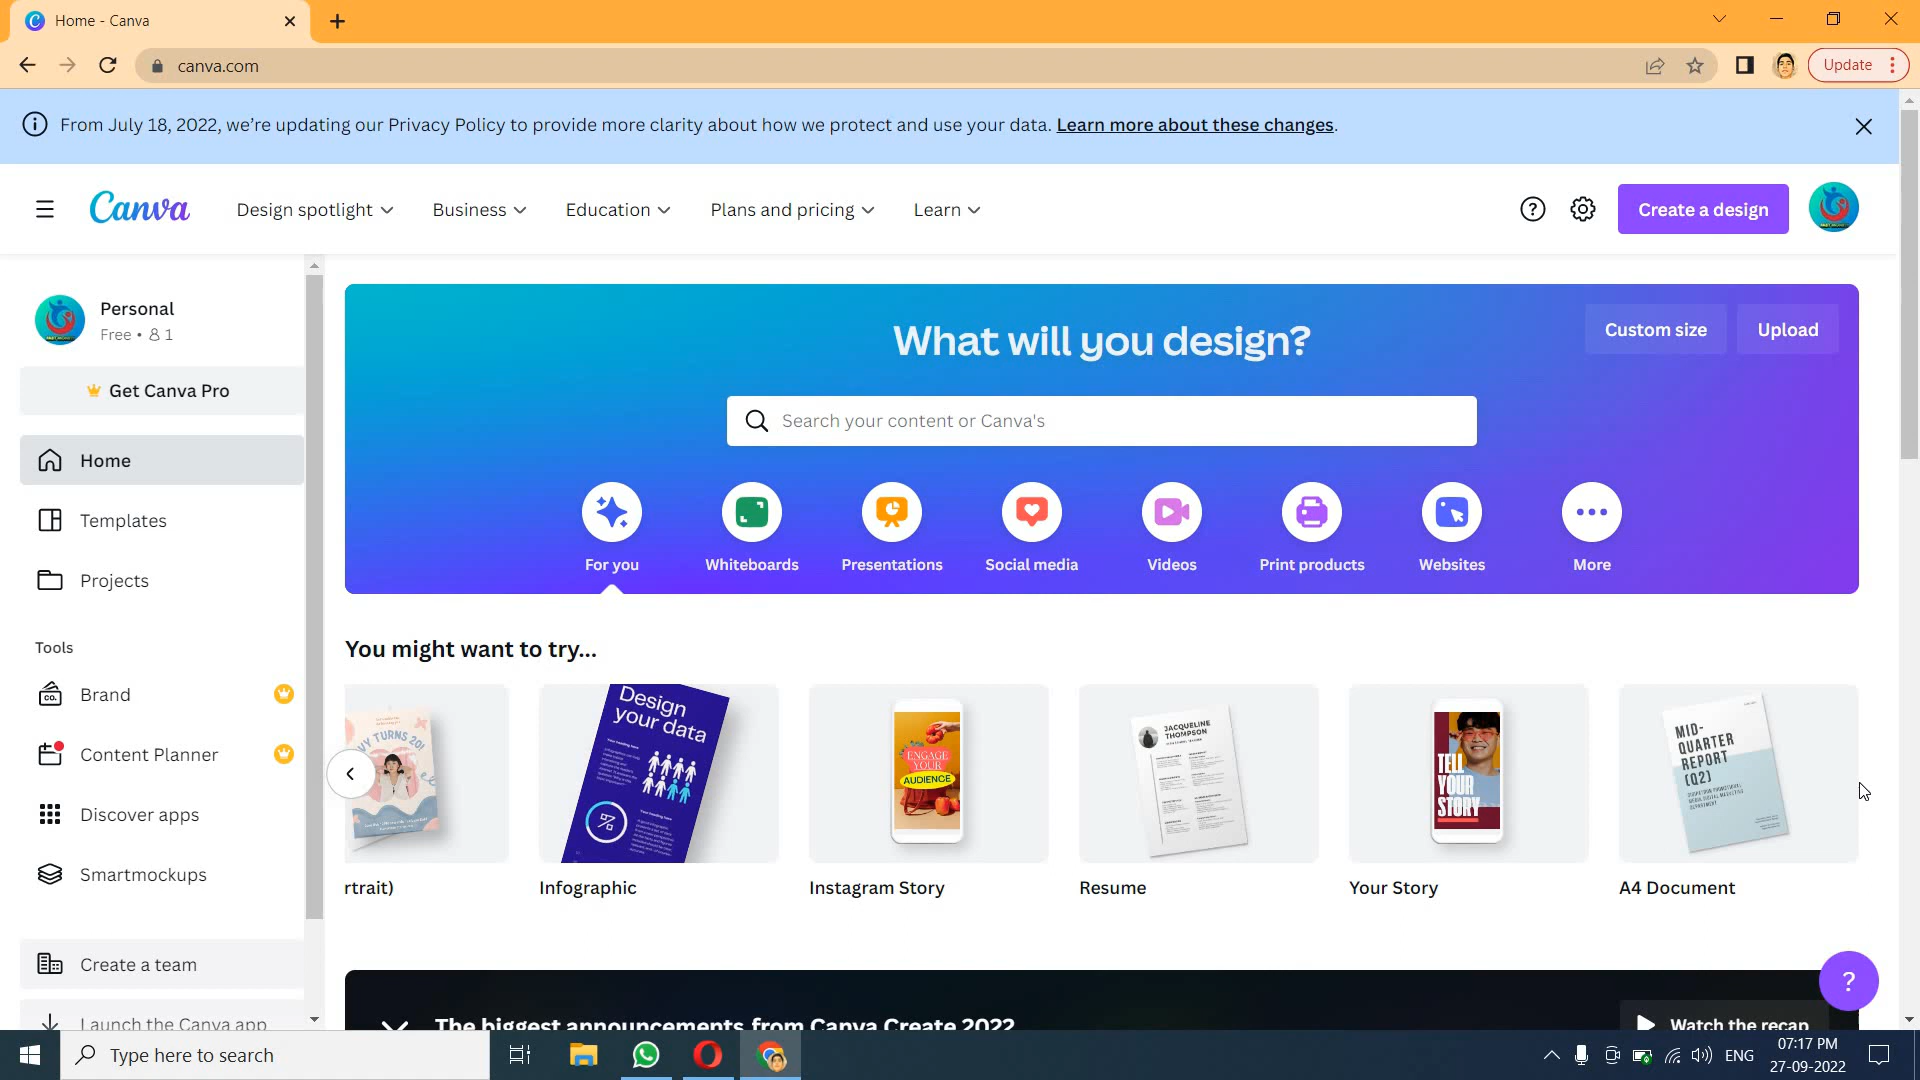 Home - Canva
canva.com
Update
From July 18, 2022, we're updating our Privacy Policy to provide more clarity about how we protect and use your data. Learn more about these changes.
Canva
Design spotlight
Business
Education
Plans and pricing
Learn
Create a design
Personal
Free • 1
Get Canva Pro
Home
Templates
Projects
Tools
Brand
CO.
Content Planner
Discover apps
Smartmockups
Create a team
Launch the Canva app
What will you design?
Custom size
Upload
Search your content or Canva's
For you
Whiteboards
Presentations
Social media
Videos
Print products
Websites
More
You might want to try...
VY TURNS 20!
rtrait)
Design
your data
%
Infographic
ENGAGE
YOUR
AUDIENCE
Instagram Story
JACQUELINE
THOMPSON
Resume
TELL
YOUR
STORY
Your Story
MID-
QUARTER
REPORT
(Q2)
A4 Document
The biggest announcements from Canva Create 2022
Watch the recap
?
Type here to search
ENG
07:17 PM
27-09-2022